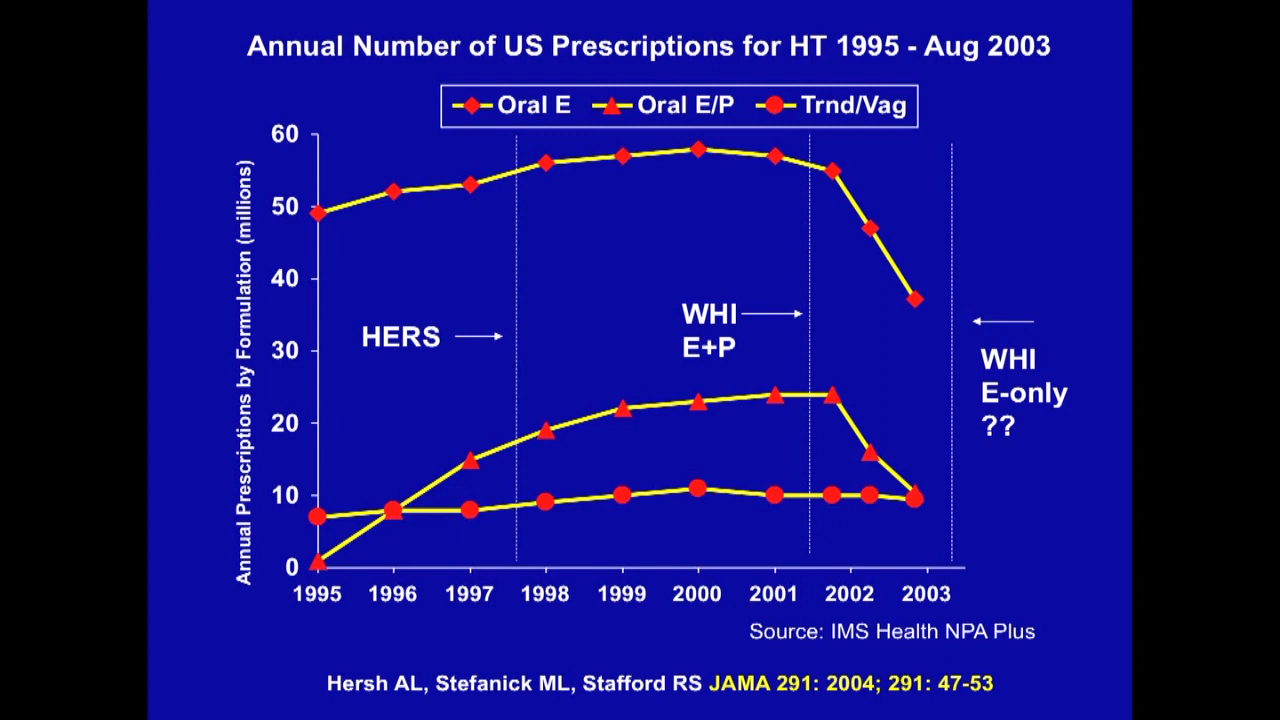 Annual Number of US Prescriptions for HT 1995 - Aug 2003
Oral E Oral E/P Trnd/Vag
Annual Prescriptions by Formulation (millions)
60
50
40
30
20
10
0
HERS
WHI
E+P
WHI
E-only
??
1995 1996 1997 1998 1999 2000 2001 2002 2003
Source: IMS Health NPA Plus
Hersh AL, Stefanick ML, Stafford RS JAMA 291: 2004; 291: 47-53